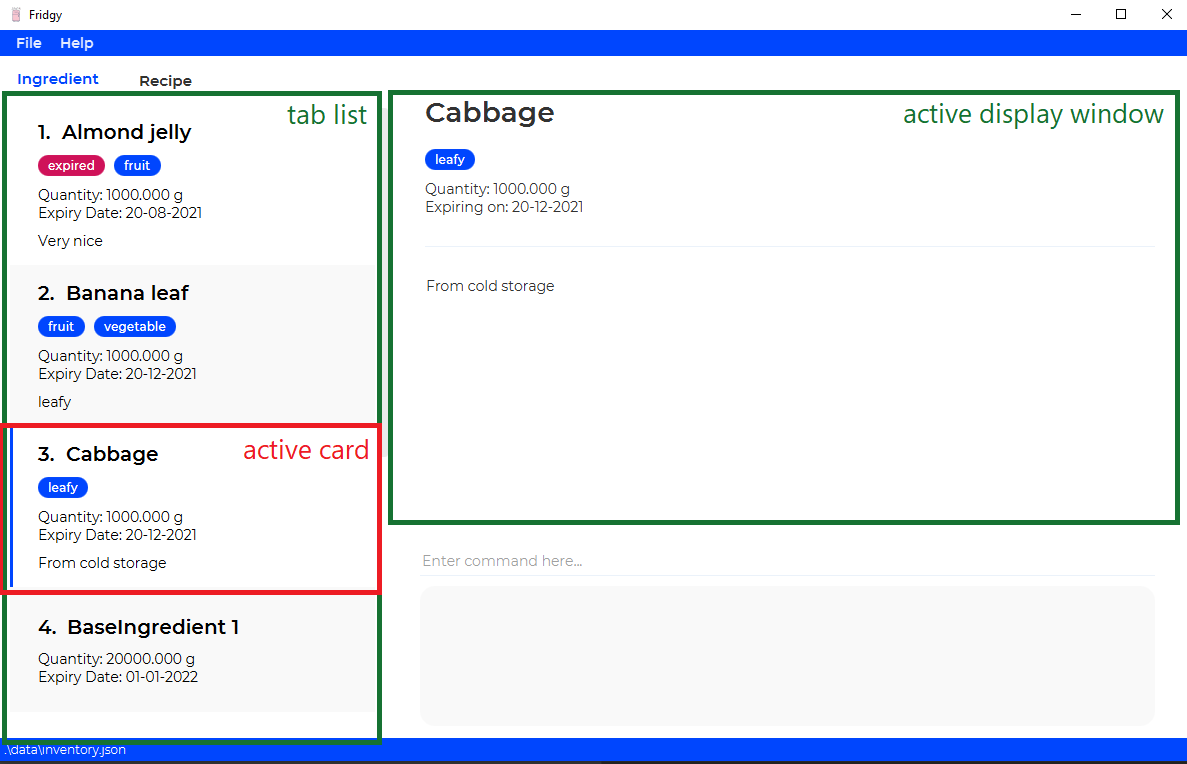 Fridgy
File Help
Ingredient Recipe
tab list
1. Almond jelly
expired fruit
Quantity: 1000.000 g
Expiry Date: 20-08-2021
Very nice
2. Banana leaf
fruit vegetable
Quantity: 1000.000 g
Expiry Date: 20-12-2021
leafy
active card
3. Cabbage
leafy
Quantity: 1000.000 g
Expiry Date: 20-12-2021
From cold storage
4. BaseIngredient 1
Quantity: 20000.000 g
Expiry Date: 01-01-2022
active display window
Cabbage
leafy
Quantity: 1000.000 g
Expiring on: 20-12-2021
From cold storage
Enter command here...
.\data\inventory.json